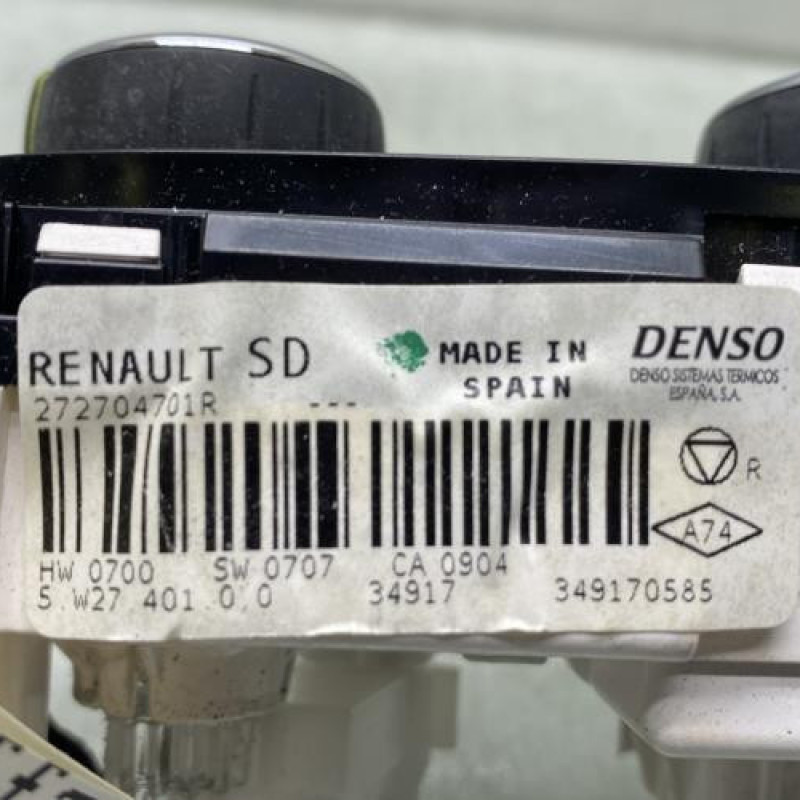 RENAULT SD
MADE IN
SPAIN
DENSO
DENSO SISTEMAS TERMICOS
ESPAÑA, S.A.
272704701R ---
R
A74
HW 0700 SW 0707 CA 0904
S.W27 401.0.0 34917 349170585